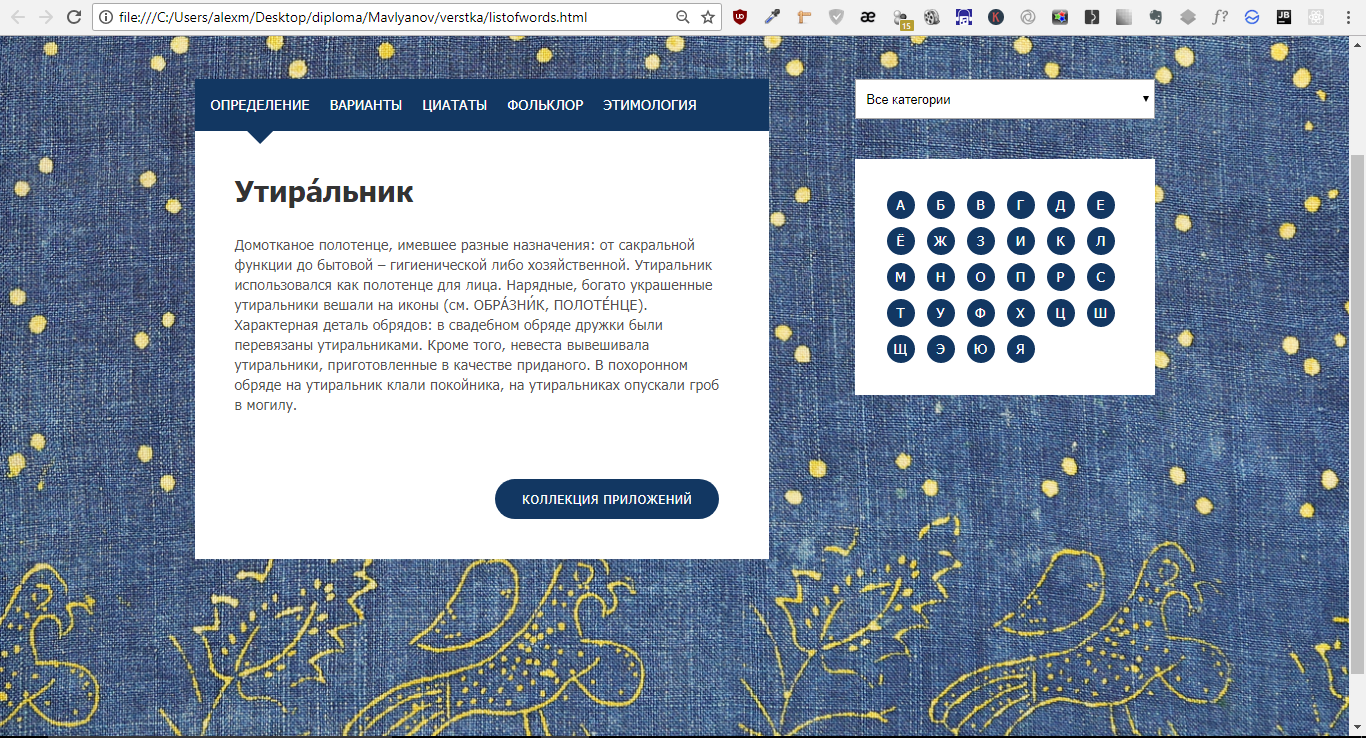 file:///C:/Users/alexm/Desktop/diploma/Mavlyanov/verstka/listofwords.html
15
ОПРЕДЕЛЕНИЕ ВАРИАНТЫ ЦИАТАТЫ ФОЛЬКЛОР ЭТИМОЛОГИЯ
Утира́льник
Домотканое полотенце, имевшее разные назначения: от сакральной
функции до бытовой – гигиенической либо хозяйственной. Утиральник
использовался как полотенце для лица. Нарядные, богато украшенные
утиральники вешали на иконы (см. ОБРА́ЗНИ́К, ПОЛОТЕ́НЦЕ).
Характерная деталь обрядов: в свадебном обряде дружки были
перевязаны утиральниками. Кроме того, невеста вывешивала
утиральники, приготовленные в качестве приданого. В похоронном
обряде на утиральник клали покойника, на утиральниках опускали гроб
в могилу.
КОЛЛЕКЦИЯ ПРИЛОЖЕНИЙ
Все категории
А Б В Г Д Е
Ё Ж З И К Л
М Н О П Р С
Т У Ф Х Ц Ш
Щ Э Ю Я